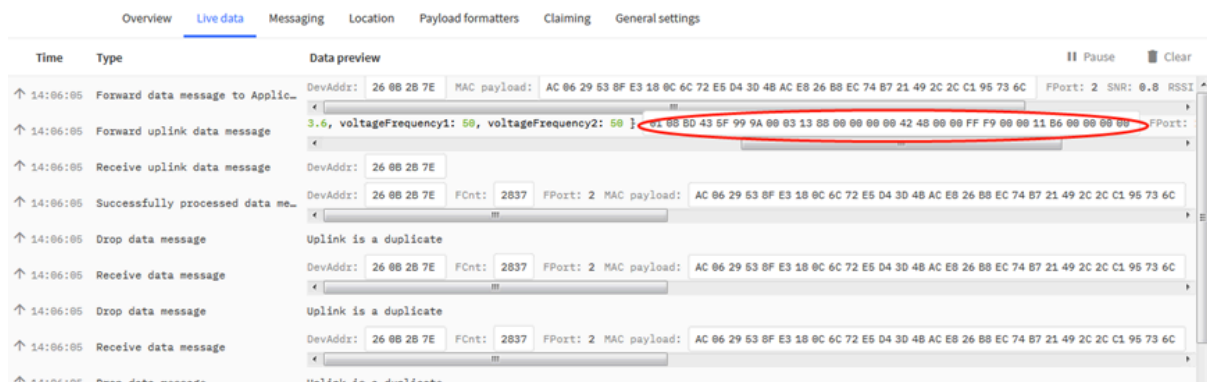 Overview Live data Messaging Location Payload formatters Claiming General settings
Time Type Data preview Pause Clear
14:06:05 Forward data message to Applic… DevAddr: 26 0B 2B 7E MAC payload: AC 06 29 53 8F E3 18 0C 6C 72 E5 D4 3D 4B AC E8 26 B8 EC 74 B7 21 49 2C 2C C1 95 73 6C FPort: 2 SNR: 0.8 RSSI
14:06:05 Forward uplink data message 3.6, voltageFrequency1: 50, voltageFrequency2: 50 } 01 08 BD 43 5F 99 9A 00 03 13 88 00 00 00 00 42 48 00 00 FF F9 00 00 11 B6 00 00 00 00 FPort:
14:06:05 Receive uplink data message DevAddr: 26 0B 2B 7E
14:06:05 Successfully processed data me… DevAddr: 26 0B 2B 7E FCnt: 2837 FPort: 2 MAC payload: AC 06 29 53 8F E3 18 0C 6C 72 E5 D4 3D 4B AC E8 26 B8 EC 74 B7 21 49 2C 2C C1 95 73 6C
14:06:05 Drop data message Uplink is a duplicate
14:06:05 Receive data message DevAddr: 26 0B 2B 7E FCnt: 2837 FPort: 2 MAC payload: AC 06 29 53 8F E3 18 0C 6C 72 E5 D4 3D 4B AC E8 26 B8 EC 74 B7 21 49 2C 2C C1 95 73 6C
14:06:05 Drop data message Uplink is a duplicate
14:06:05 Receive data message DevAddr: 26 0B 2B 7E FCnt: 2837 FPort: 2 MAC payload: AC 06 29 53 8F E3 18 0C 6C 72 E5 D4 3D 4B AC E8 26 B8 EC 74 B7 21 49 2C 2C C1 95 73 6C